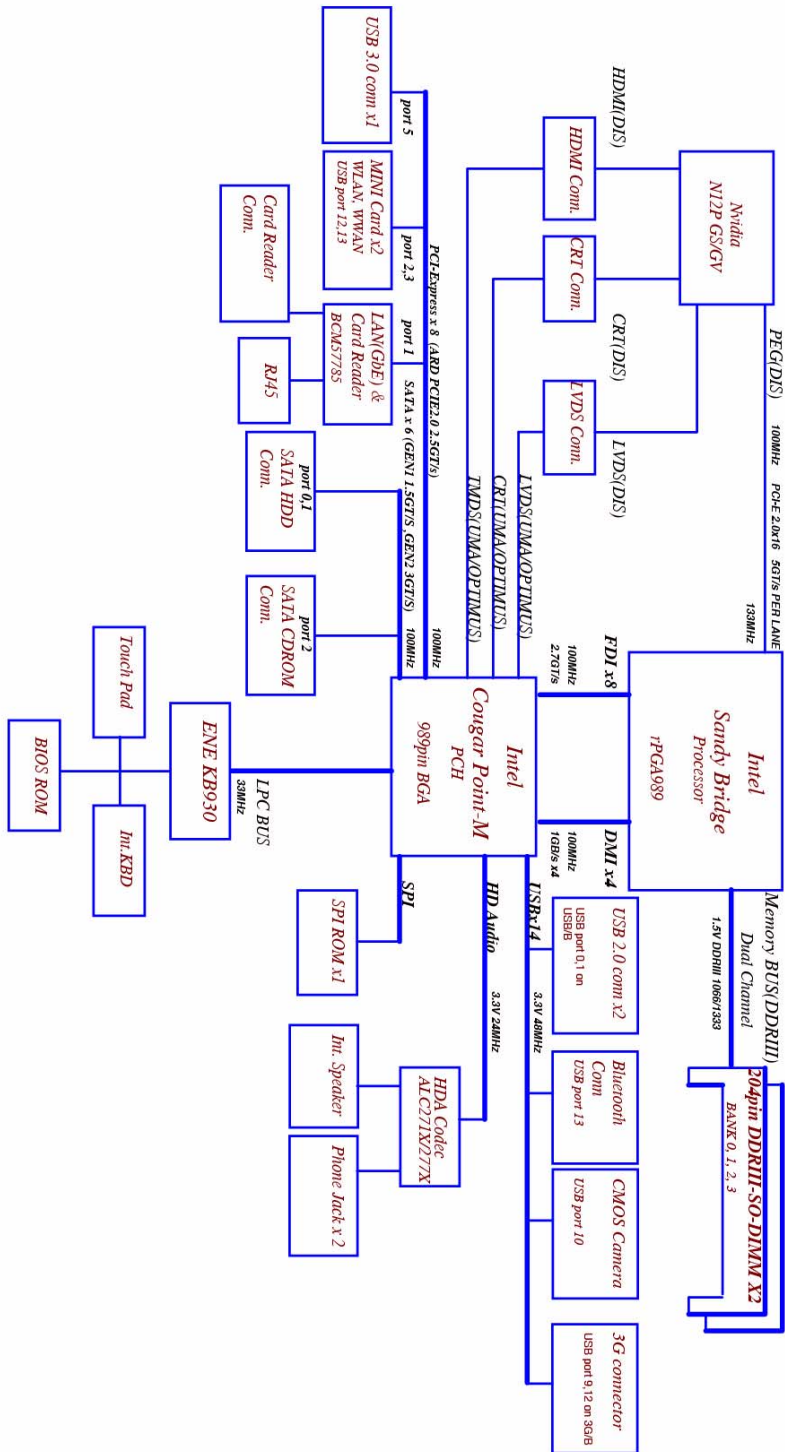 Nvidia
N12P GS/GV
PEG(DIS)
100MHz
PCI-E 2.0x16
5GT/s PER LANE
133MHz
Intel
Sandy Bridge
Processor
rPGA989
Memory BUS(DDRIII)
Dual Channel
1.5V DDRIII 1066/1333
204pin DDRIII-SO-DIMM X2
BANK 0, 1, 2, 3
HDMI(DIS)
HDMI Conn.
CRT(DIS)
CRT Conn.
LVDS(DIS)
LVDS Conn.
LVDS(UMA/OPTIMUS)
CRT(UMA/OPTIMUS)
TMDS(UMA/OPTIMUS)
FDI x8
100MHz
2.7GT/s
DMI x4
100MHz
1GB/s x4
USB 2.0 conn x2
USB port 0,1 on
USB/B
Bluetooth
Conn
USB port 13
CMOS Camera
USB port 10
3G connector
USB port 9,12 on 3G/B
USBx14
3.3V 48MHz
Intel
Cougar Point-M
PCH
989pin BGA
HD Audio
3.3V 24MHz
HDA Codec
ALC271X/277X
Int. Speaker
Phone Jack x 2
SPI
SPI ROM x1
PCI-Express x 8 (ARD PCIE2.0 2.5GT/s)
100MHz
port 5
USB 3.0 conn x1
port 2,3
MINI Card x2
WLAN, WWAN
USB port 12,13
port 1
LAN(GbE) &
Card Reader
BCM57785
Card Reader
Conn.
RJ45
SATA x 6 (GEN1 1.5GT/S ,GEN2 3GT/S)
100MHz
port 0,1
SATA HDD
Conn.
port 2
SATA CDROM
Conn.
LPC BUS
33MHz
ENE KB930
Touch Pad
Int.KBD
BIOS ROM